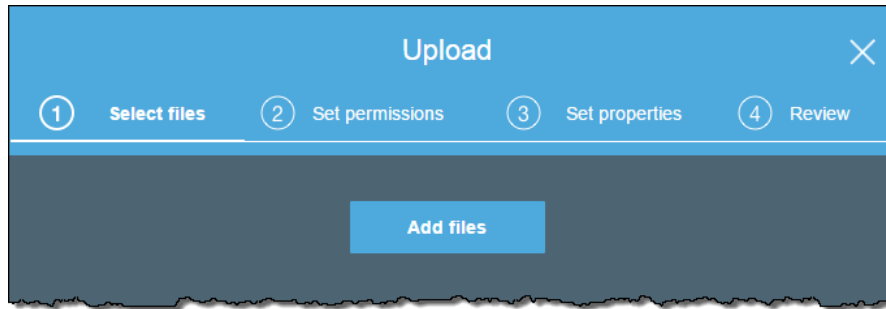 Upload
1 Select files 2 Set permissions 3 Set properties 4 Review
Add files